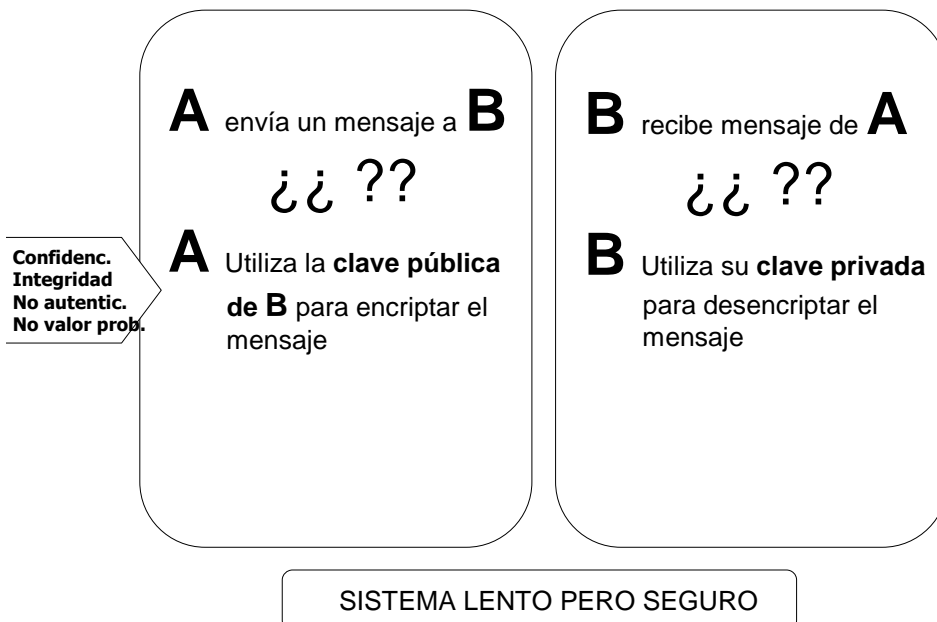 A envía un mensaje a B
¿¿ ??
A Utiliza la clave pública
de B para encriptar el
mensaje
B recibe mensaje de A
¿¿ ??
B Utiliza su clave privada
para desencriptar el
mensaje
Confidenc.
Integridad
No autentic.
No valor prob.
SISTEMA LENTO PERO SEGURO